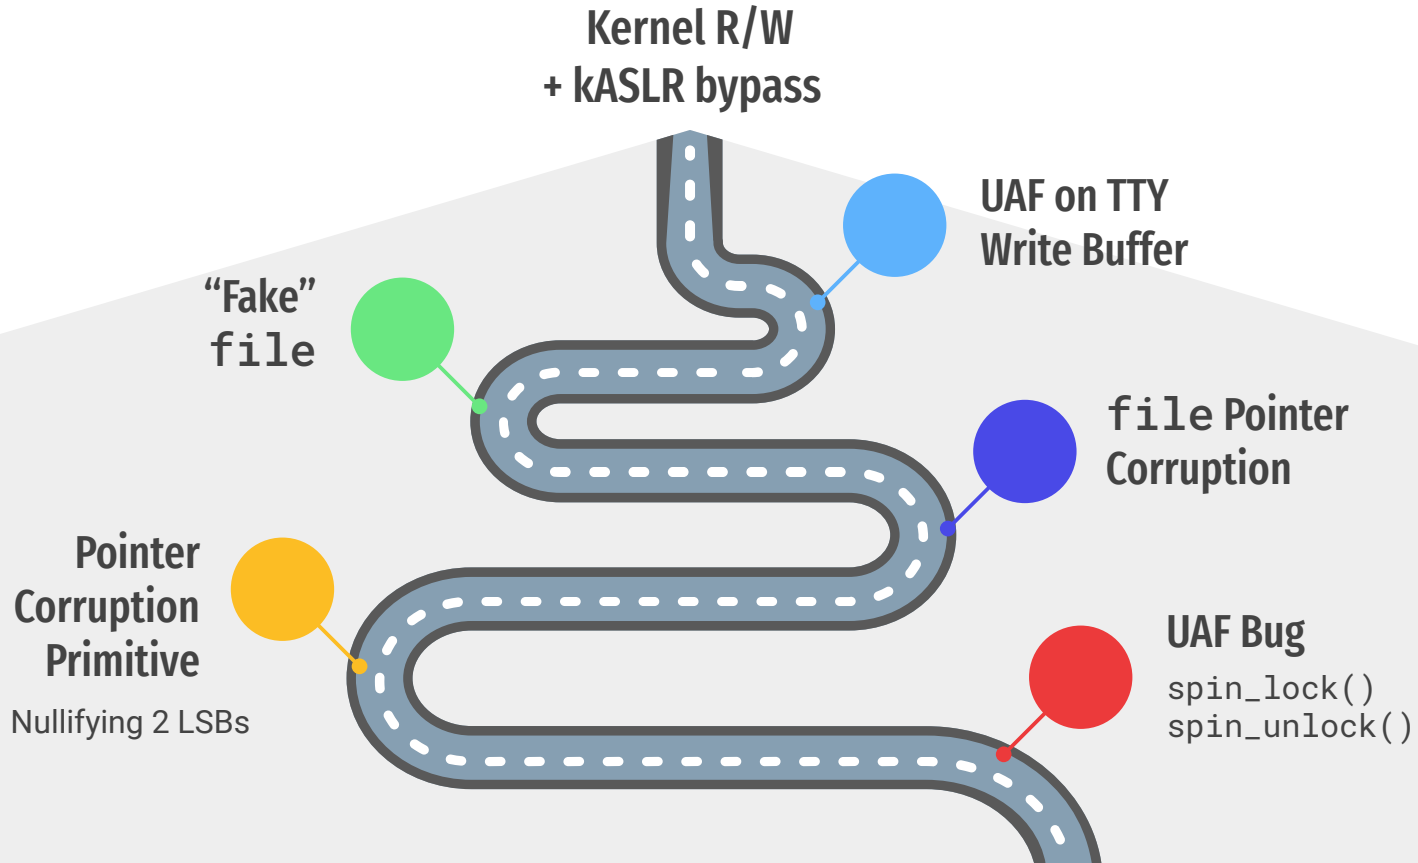 Kernel R/W
+ kASLR bypass
UAF on TTY
Write Buffer
“Fake”
file
file Pointer
Corruption
Pointer
Corruption
Primitive
Nullifying 2 LSBs
UAF Bug
spin_lock()
spin_unlock()